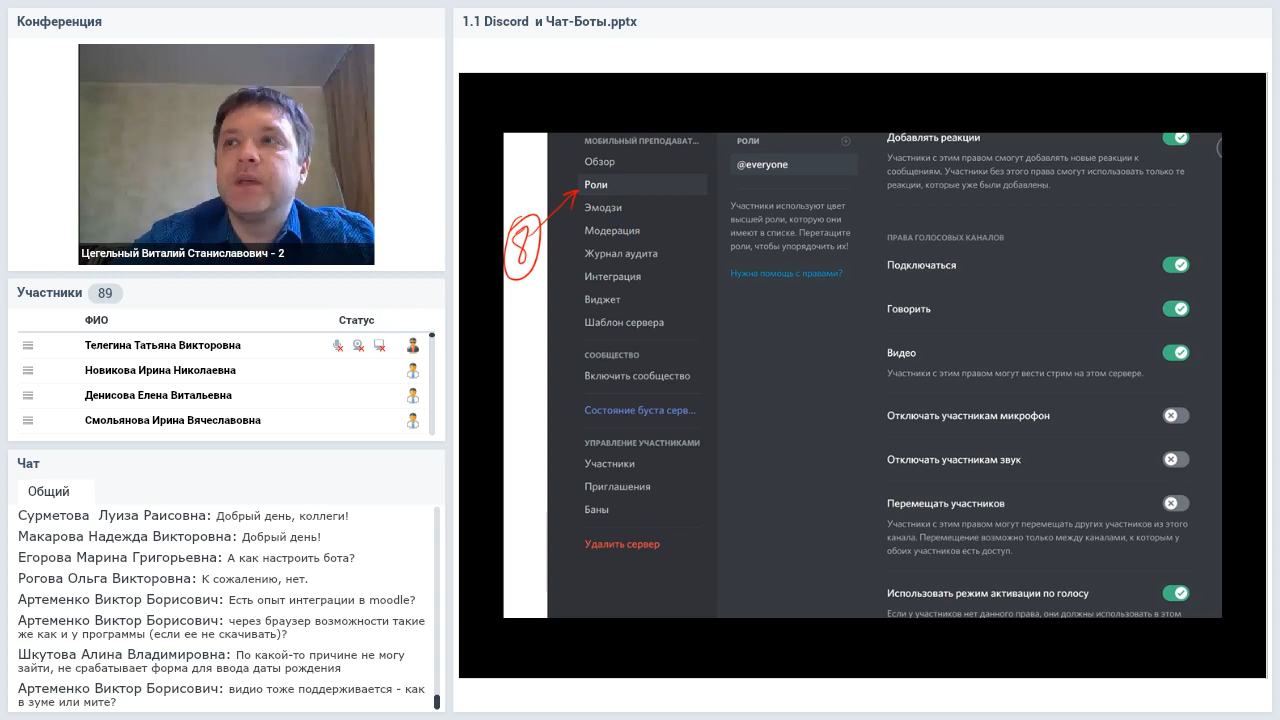 Конференция
Цегельный Виталий Станиславович - 2
Участники 89
ФИО Статус
Телегина Татьяна Викторовна
Новикова Ирина Николаевна
Денисова Елена Витальевна
Смольянова Ирина Вячеславовна
Чат
Общий
Сурметова Луиза Раисовна: Добрый день, коллеги!
Макарова Надежда Викторовна: Добрый день!
Егорова Марина Григорьевна: А как настроить бота?
Рогова Ольга Викторовна: К сожалению, нет.
Артеменко Виктор Борисович: Есть опыт интеграции в moodle?
Артеменко Виктор Борисович: через браузер возможности такие
же как и у программы (если ее не скачивать)?
Шкутова Алина Владимировна: По какой-то причине не могу
зайти, не срабатывает форма для ввода даты рождения
Артеменко Виктор Борисович: видио тоже поддерживается - как
в зуме или мите?
1.1 Discord и Чат-Боты.pptx
8
МОБИЛЬНЫЙ ПРЕПОДАВАТ...
Обзор
Роли
Эмодзи
Модерация
Журнал аудита
Интеграция
Виджет
Шаблон сервера
СООБЩЕСТВО
Включить сообщество
Состояние буста серв...
УПРАВЛЕНИЕ УЧАСТНИКАМИ
Участники
Приглашения
Баны
Удалить сервер
РОЛИ
@everyone
Участники используют цвет
высшей роли, которую они
имеют в списке. Перетащите
роли, чтобы упорядочить их!
Нужна помощь с правами?
Добавлять реакции
Участники с этим правом смогут добавлять новые реакции к
сообщениям. Участники без этого права смогут использовать только те
реакции, которые уже были добавлены.
ПРАВА ГОЛОСОВЫХ КАНАЛОВ
Подключаться
Говорить
Видео
Участники с этим правом могут вести стрим на этом сервере.
Отключать участникам микрофон
Отключать участникам звук
Перемещать участников
Участники с этим правом могут перемещать других участников из этого
канала. Перемещение возможно только между каналами, к которым у
обоих участников есть доступ.
Использовать режим активации по голосу
Если у участников нет данного права, они должны использовать в этом